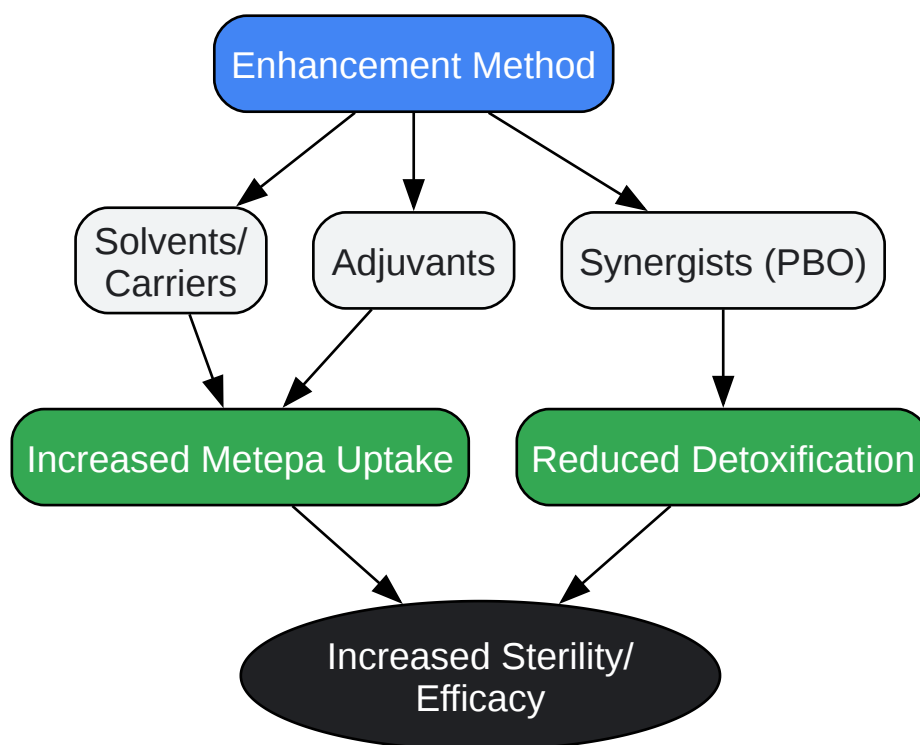 Enhancement Method
Solvents/
Carriers
Adjuvants
Synergists (PBO)
Increased Metepa Uptake
Reduced Detoxification
Increased Sterility/
Efficacy